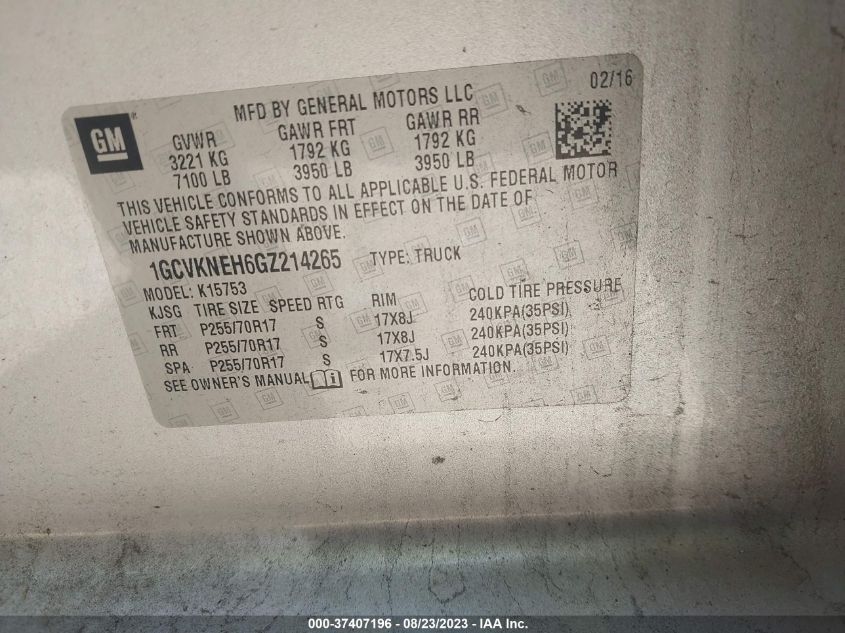 GM
®
MFD BY GENERAL MOTORS LLC
02/16
GVWR GAWR FRT GAWR RR
3221 KG 1792 KG 1792 KG
7100 LB 3950 LB 3950 LB
THIS VEHICLE CONFORMS TO ALL APPLICABLE U.S. FEDERAL MOTOR
VEHICLE SAFETY STANDARDS IN EFFECT ON THE DATE OF
MANUFACTURE SHOWN ABOVE.
1GCVKNEH6GZ214265 TYPE: TRUCK
MODEL: K15753
KJSG TIRE SIZE SPEED RTG RIM COLD TIRE PRESSURE
FRT P255/70R17 S 17X8J 240KPA(35PSI)
RR P255/70R17 S 17X8J 240KPA(35PSI)
SPA P255/70R17 S 17X7.5J 240KPA(35PSI)
SEE OWNER'S MANUAL FOR MORE INFORMATION.
000-37407196 - 08/23/2023 - IAA Inc.